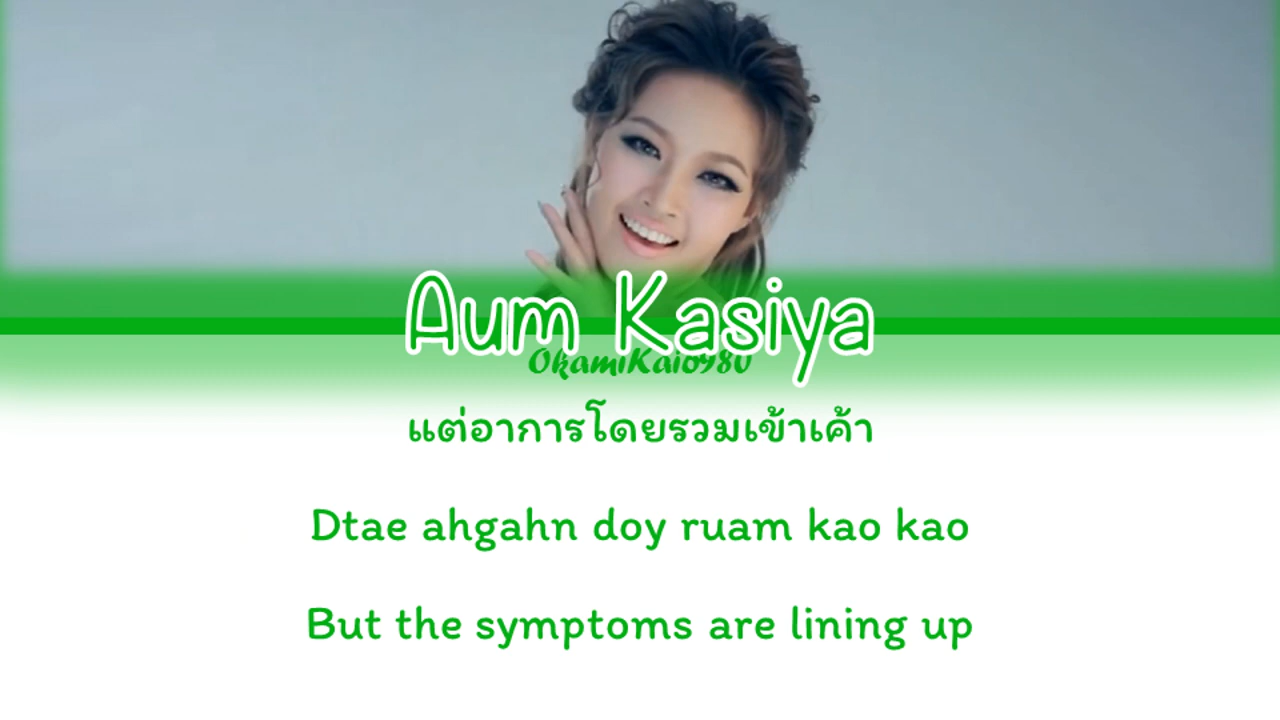 Aum Kasiya
OkamiKaio980
แต่อาการโดยรวมเข้าเค้า
Dtae ahgahn doy ruam kao kao
But the symptoms are lining up